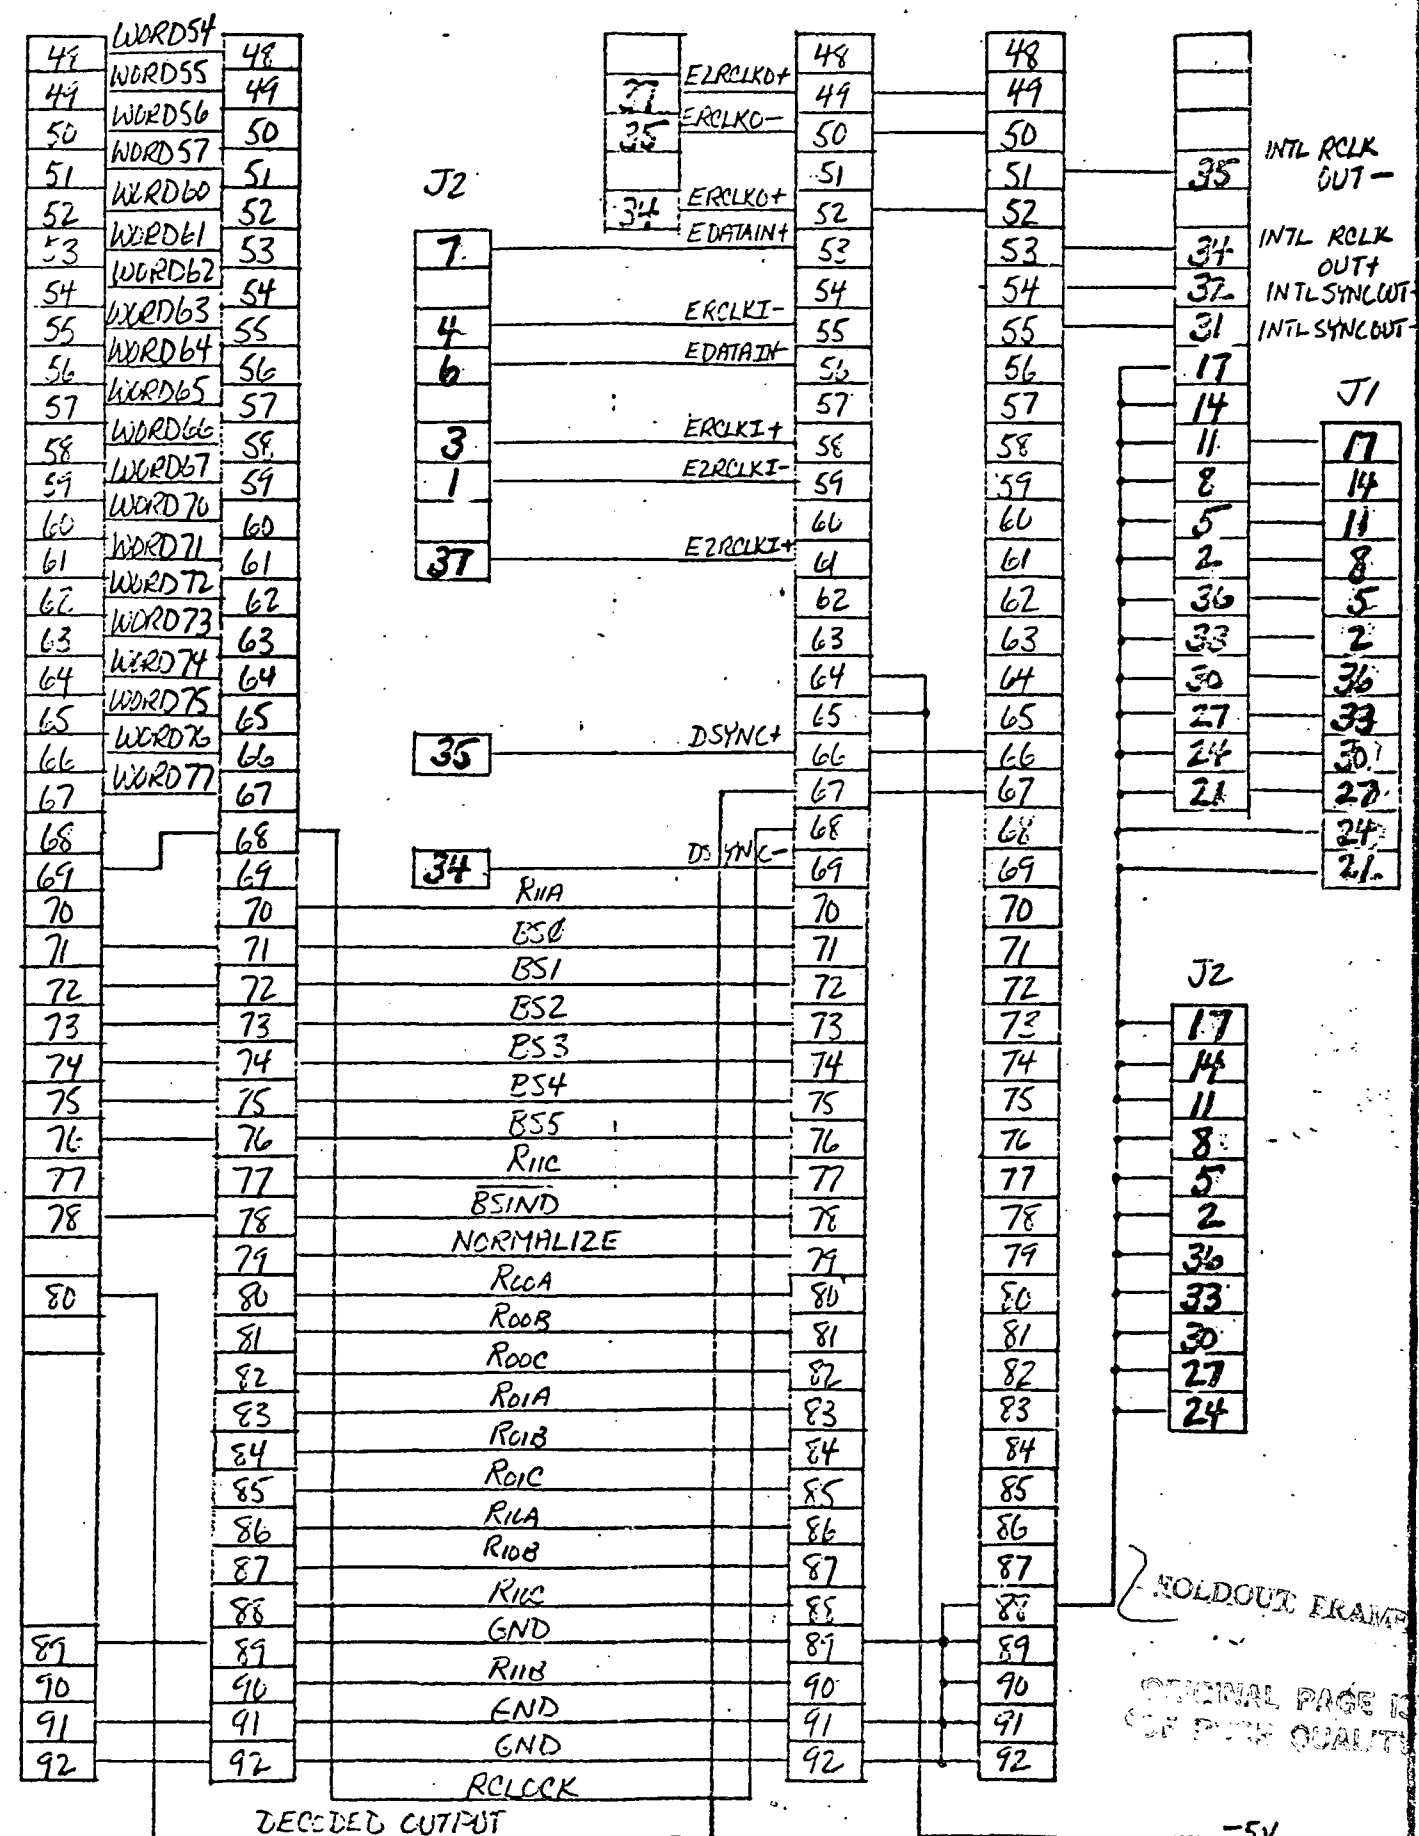 WORD54
48 48 48 48
WORD55
E2RCLKO+
49 49 37 49 49
WORD56
ERCLKO-
50 50 35 50 50
WORD57
INTL RCLK
OUT-
51 51 51 51 35
J2
WORD60
ERCLKO+
52 52 34 52 52
WORD61
EDATAIN+
INTL RCLK
OUT+
53 53 7 53 53 34
WORD62
54 54 54 54 32 INTLSYNCOUT-
WORD63
ERCLKI-
55 55 4 55 55 31 INTLSYNCOUT-
WORD64
EDATAIN-
56 56 6 56 56 17
J1
WORD65
57 57 57 57 14
WORD66
ERCLKI+
58 58 3 58 58 11 17
WORD67
E2RCLKI-
59 59 1 59 59 8 14
WORD70
60 60 60 60 5 11
WORD71
E2RCLKI+
61 61 37 61 61 2 8
WORD72
62 62 62 62 36 5
WORD73
63 63 63 63 33 2
WORD74
64 64 64 64 30 36
WORD75
65 65 65 65 27 33
WORD76
DSYNC+
66 66 35 66 66 24 30
WORD77
67 67 67 67 21 27
68 68 68 68 24
DSYNC-
69 69 34 69 69 21
R11A
70 70 70 70
BS0
71 71 71 71
BS1
J2
72 72 72 72
BS2
73 73 73 73 17
BS3
74 74 74 74 14
BS4
75 75 75 75 11
BS5
76 76 76 76 8
R11C
77 77 77 77 5
BSIND
78 78 78 78 2
NORMALIZE
79 79 79 36
R00A
80 80 80 80 33
R00B
81 81 81 30
R00C
82 82 82 27
R01A
83 83 83 24
R01B
84 84 84
R01C
85 85 85
R10A
86 86 86
R10B
87 87 87
88 88 88
FOLDOUT FRAME
GND
89 89 89 89
R11B
90 90 90 90
GND
91 91 91 91
GND
92 92 92 92
ORIGINAL PAGE IS
OF POOR QUALITY
RCLOCK
DECODED OUTPUT
-5V